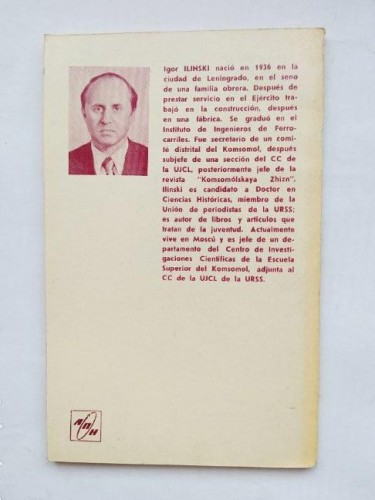 Igor ILINSKI nació en 1936 en la
ciudad de Leningrado, en el seno
de una familia obrera. Después de
prestar servicio en el Ejército tra-
bajó en la construcción, después
en una fábrica. Se graduó en el
Instituto de Ingenieros de Ferro-
carriles. Fue secretario de un comi-
té distrital del Komsomol, después
subjefe de una sección del CC de
la UJCL, posteriormente jefe de la
revista "Komsomólskaya Zhizn".
Ilinski es candidato a Doctor en
Ciencias Históricas, miembro de la
Unión de periodistas de la URSS;
es autor de libros y artículos que
tratan de la juventud. Actualmente
vive en Moscú y es jefe de un de-
partamento del Centro de Investi-
gaciones Científicas de la Escuela
Superior del Komsomol, adjunta al
CC de la UJCL de la URSS.
АПН